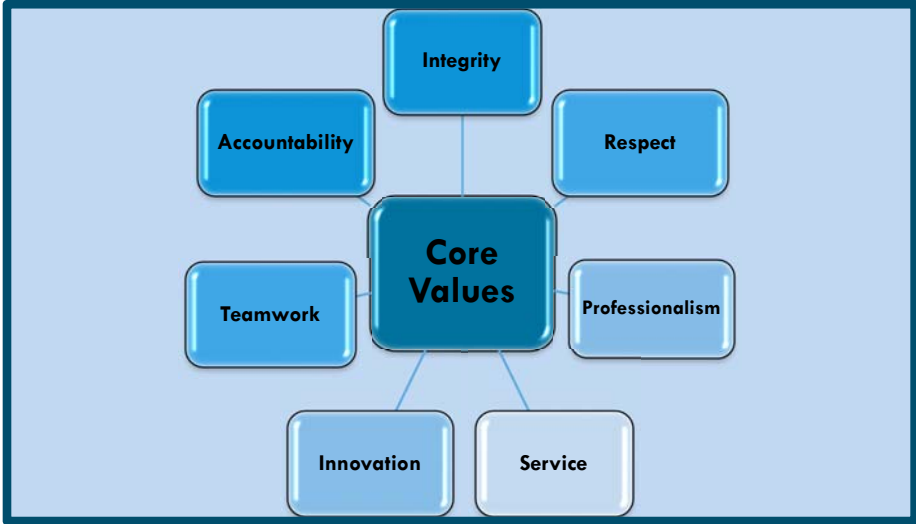 Integrity
Accountability
Respect
Core
Values
Teamwork
Professionalism
Innovation
Service